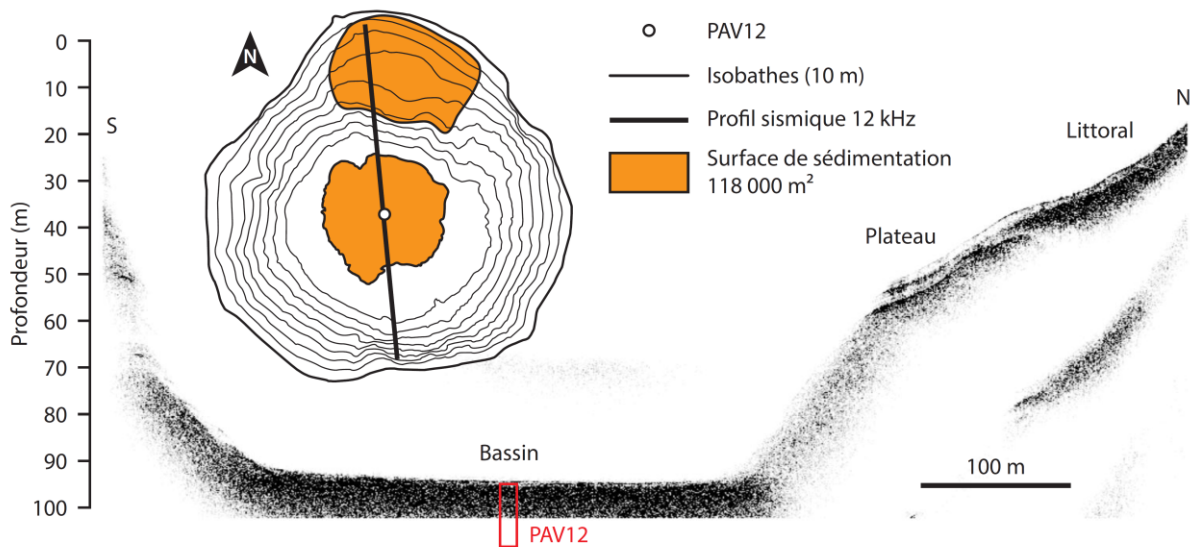 Profondeur (m)
0
10
20
30
40
50
60
70
80
90
100
S
N
PAV12
Isobathes (10 m)
Profil sismique 12 kHz
Surface de sédimentation
118 000 m²
N
Littoral
Plateau
Bassin
100 m
PAV12